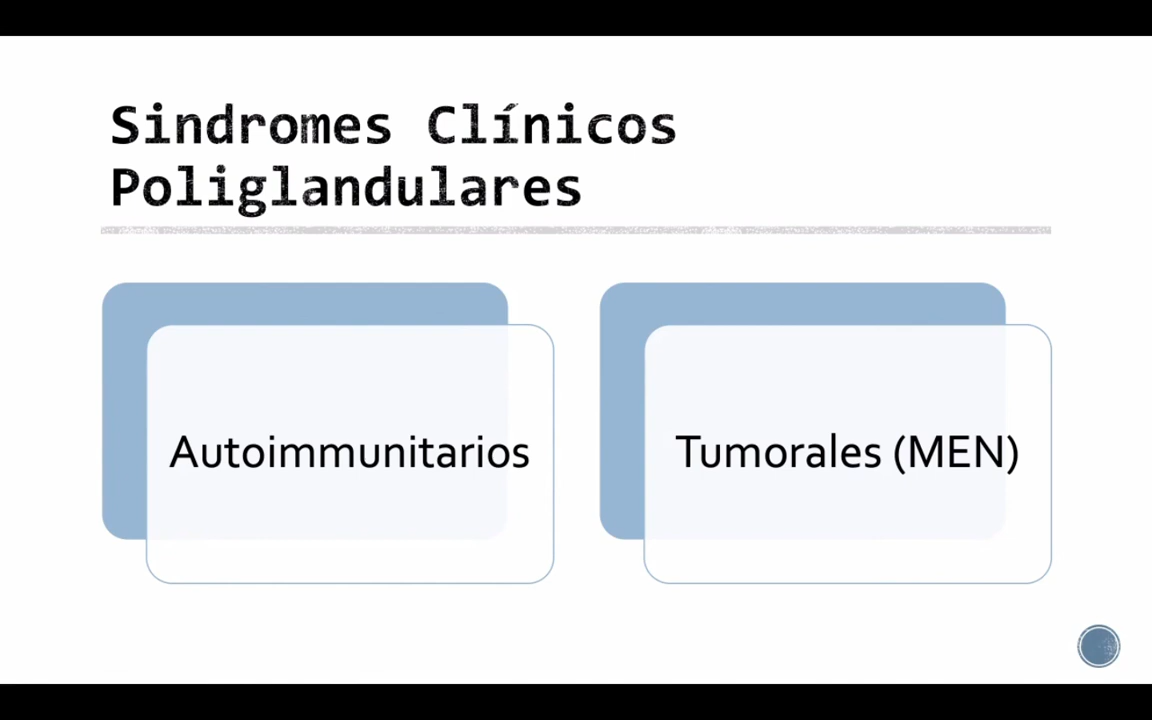 Sindromes Clínicos
Poliglandulares
Autoimmunitarios
Tumorales (MEN)